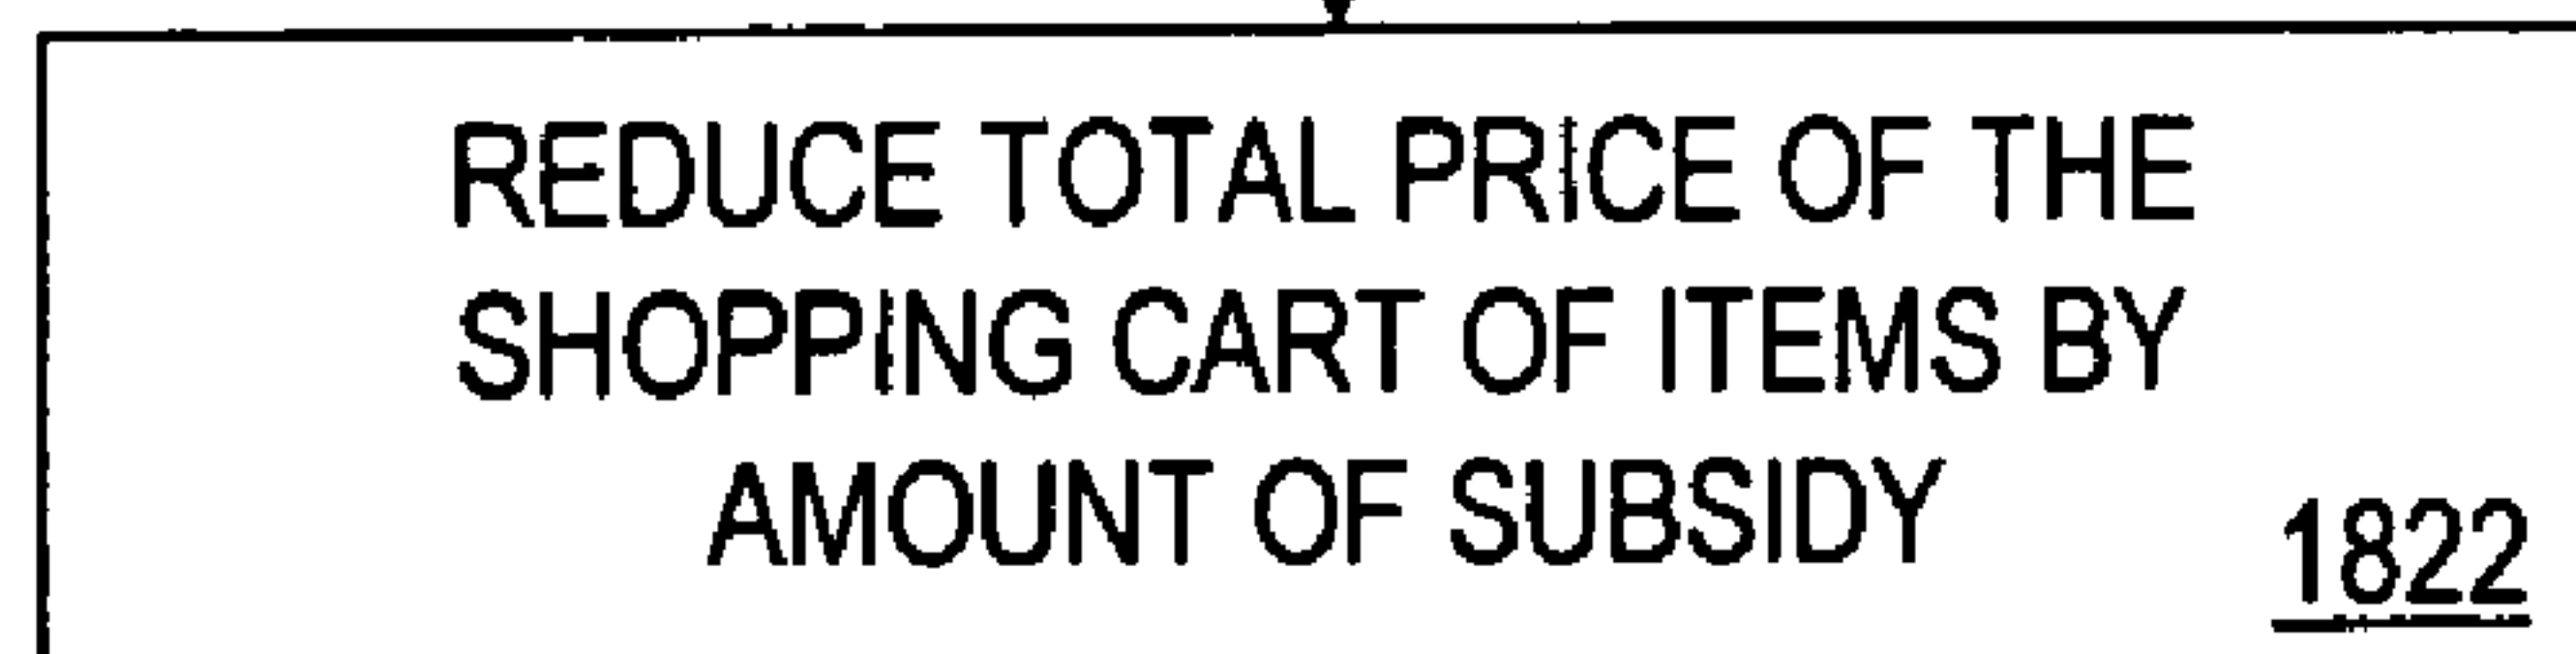 REDUCE TOTAL PRICE OF THE
SHOPPING CART OF ITEMS BY
AMOUNT OF SUBSIDY
1822